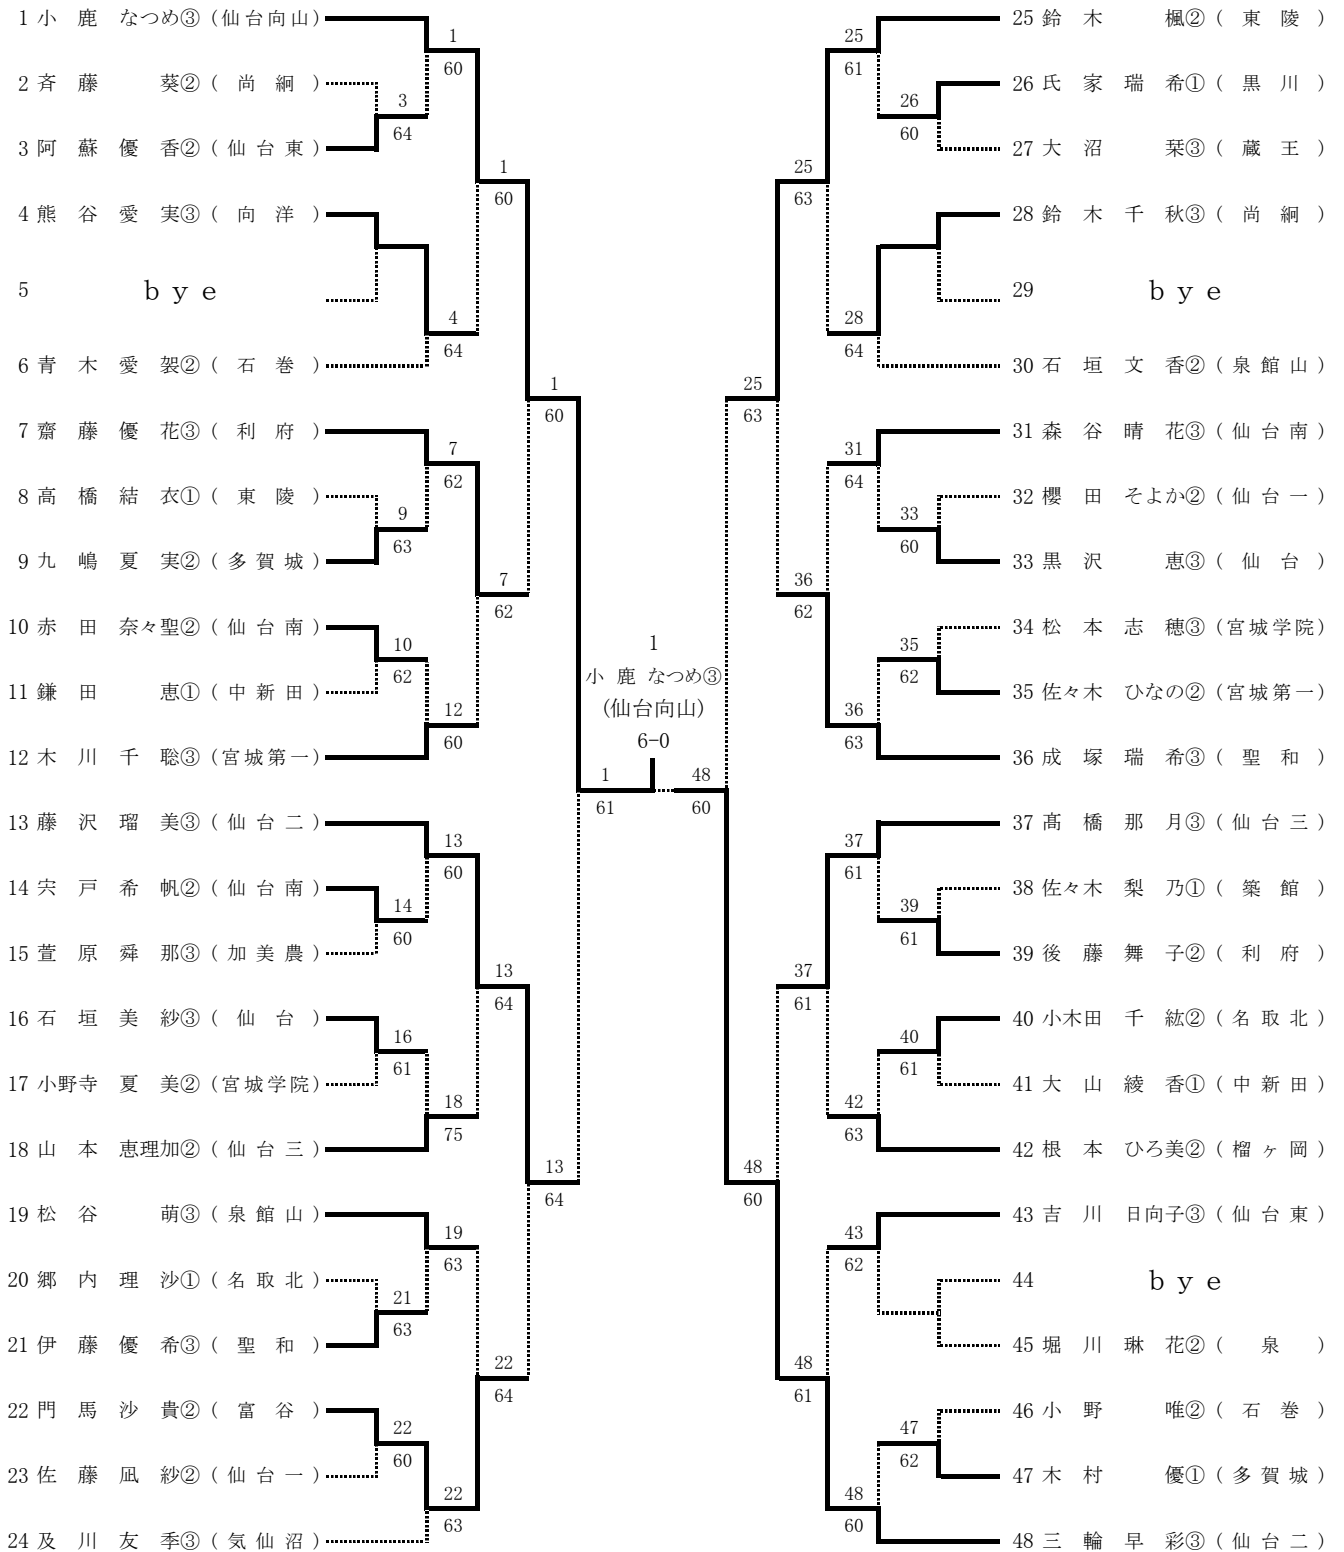 1 小 鹿 なつめ③ (仙台向山)
2 斉 藤 葵② ( 尚 絅 )
3 阿 蘇 優 香② ( 仙 台 東 )
4 熊 谷 愛 実③ ( 向 洋 )
5 bye
6 青 木 愛 袈② ( 石 巻 )
7 齋 藤 優 花③ ( 利 府 )
8 高 橋 結 衣① ( 東 陵 )
9 九 嶋 夏 実② ( 多 賀 城 )
10 赤 田 奈々聖② ( 仙 台 南 )
11 鎌 田 恵① ( 中 新 田 )
12 木 川 千 聡③ (宮城第一)
13 藤 沢 瑠 美③ ( 仙 台 二 )
14 宍 戸 希 帆② ( 仙 台 南 )
15 萱 原 舜 那③ ( 加 美 農 )
16 石 垣 美 紗③ ( 仙 台 )
17 小野寺 夏 美② (宮城学院)
18 山 本 恵理加② ( 仙 台 三 )
19 松 谷 萌③ ( 泉 館 山 )
20 郷 内 理 沙① ( 名 取 北 )
21 伊 藤 優 希③ ( 聖 和 )
22 門 馬 沙 貴② ( 富 谷 )
23 佐 藤 凪 紗② ( 仙 台 一 )
24 及 川 友 季③ ( 気 仙 沼 )
3
64
9
63
10
62
14
60
16
61
21
63
22
60
1
60
4
64
7
62
12
60
13
60
18
75
19
63
22
63
1
60
7
62
13
64
22
64
1
60
13
64
1
61
1
小 鹿 なつめ③
(仙台向山)
6-0
48
60
25
63
48
60
25
63
36
62
37
61
48
61
25
61
28
64
31
64
36
63
37
61
42
63
43
62
48
60
26
60
33
60
35
62
39
61
40
61
47
62
25 鈴 木 楓② ( 東 陵 )
26 氏 家 瑞 希① ( 黒 川 )
27 大 沼 栞③ ( 蔵 王 )
28 鈴 木 千 秋③ ( 尚 絅 )
29 bye
30 石 垣 文 香② ( 泉 館 山 )
31 森 谷 晴 花③ ( 仙 台 南 )
32 櫻 田 そよか② ( 仙 台 一 )
33 黒 沢 恵③ ( 仙 台 )
34 松 本 志 穂③ (宮城学院)
35 佐々木 ひなの② (宮城第一)
36 成 塚 瑞 希③ ( 聖 和 )
37 髙 橋 那 月③ ( 仙 台 三 )
38 佐々木 梨 乃① ( 築 館 )
39 後 藤 舞 子② ( 利 府 )
40 小木田 千 紘② ( 名 取 北 )
41 大 山 綾 香① ( 中 新 田 )
42 根 本 ひろ美② ( 榴 ヶ 岡 )
43 吉 川 日向子③ ( 仙 台 東 )
44 bye
45 堀 川 琳 花② ( 泉 )
46 小 野 唯② ( 石 巻 )
47 木 村 優① ( 多 賀 城 )
48 三 輪 早 彩③ ( 仙 台 二 )